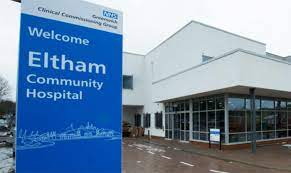 NHS
Greenwich
Clinical Commissioning Group
Welcome
Eltham
Community
Hospital